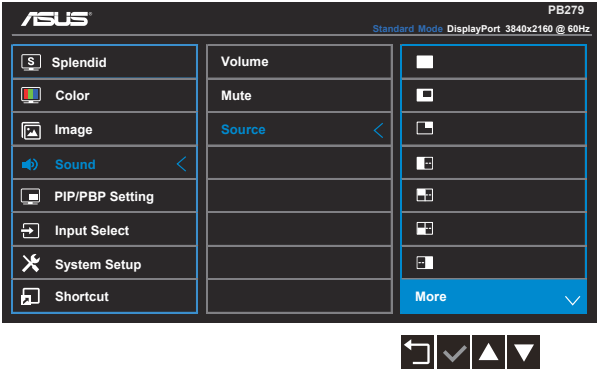 ASUS
PB279
Standard Mode DisplayPort 3840x2160 @ 60Hz
S Splendid
Color
Image
Sound
PIP/PBP Setting
Input Select
System Setup
Shortcut
Volume
Mute
Source
More